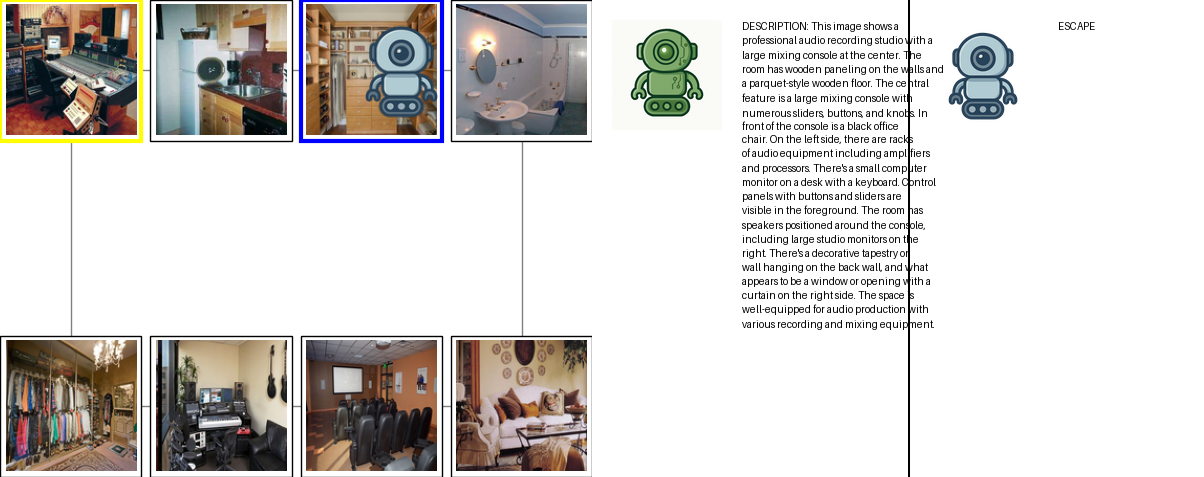 DESCRIPTION: This image shows a
professional audio recording studio with a
large mixing console at the center. The
room has wooden paneling on the walls and
a parquet-style wooden floor. The central
feature is a large mixing console with
numerous sliders, buttons, and knobs. In
front of the console is a black office
chair. On the left side, there are racks
of audio equipment including amplifiers
and processors. There's a small computer
monitor on a desk with a keyboard. Control
panels with buttons and sliders are
visible in the foreground. The room has
speakers positioned around the console,
including large studio monitors on the
right. There's a decorative tapestry or
wall hanging on the back wall, and what
appears to be a window or opening with a
curtain on the right side. The space is
well-equipped for audio production with
various recording and mixing equipment.
ESCAPE